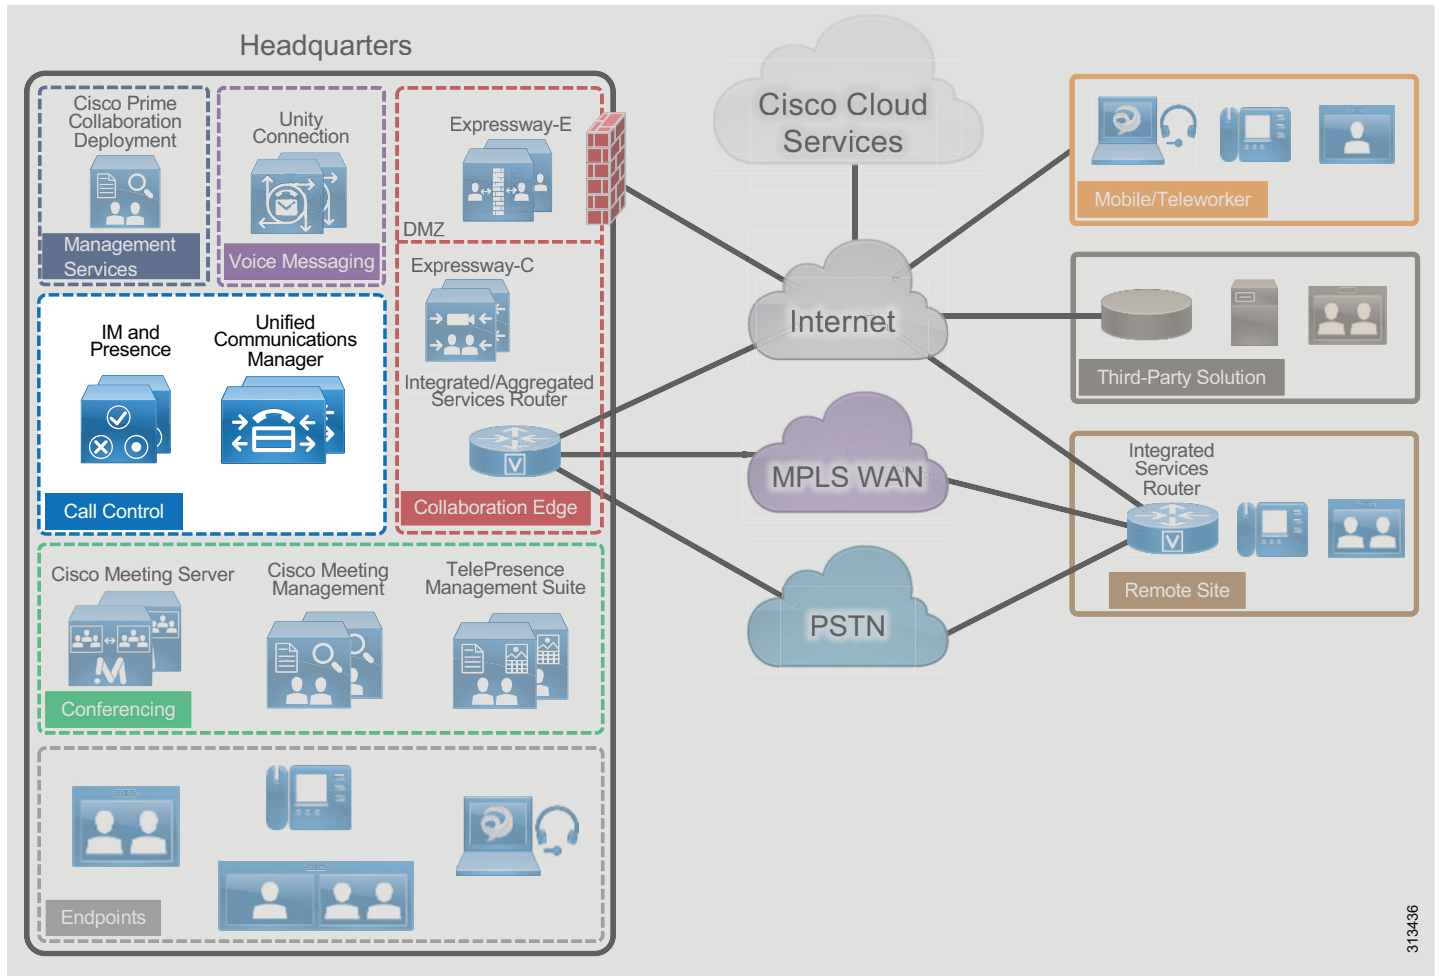 Headquarters
Cisco Prime
Collaboration
Deployment
Management
Services
Unity
Connection
Voice Messaging
Expressway-E
DMZ
Expressway-C
Integrated/Aggregated
Services Router
V
Collaboration Edge
IM and
Presence
Unified
Communications
Manager
Call Control
Cisco Meeting Server
Cisco Meeting
Management
TelePresence
Management Suite
Conferencing
Endpoints
Cisco Cloud
Services
Internet
MPLS WAN
PSTN
Mobile/Teleworker
Third-Party Solution
Integrated
Services
Router
V
Remote Site
313436